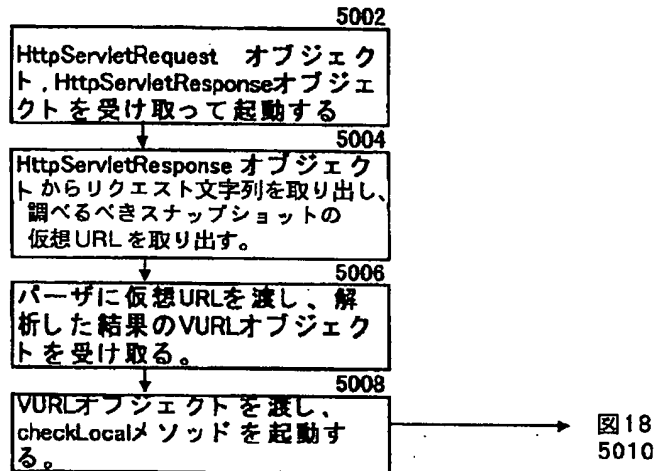 5002
HttpServletRequest オブジェク
ト,HttpServletResponseオブジェ
クトを受け取って起動する
5004
HttpServletResponse オブジェク
トからリクエスト文字列を取り出し、
調べるべきスナップショットの
仮想URLを取り出す。
5006
パーザに仮想URLを渡し、解
析した結果のVURLオブジェク
トを受け取る。
5008
VURLオブジェクトを渡し、
checkLocalメソッドを起動す
る。
図18
5010